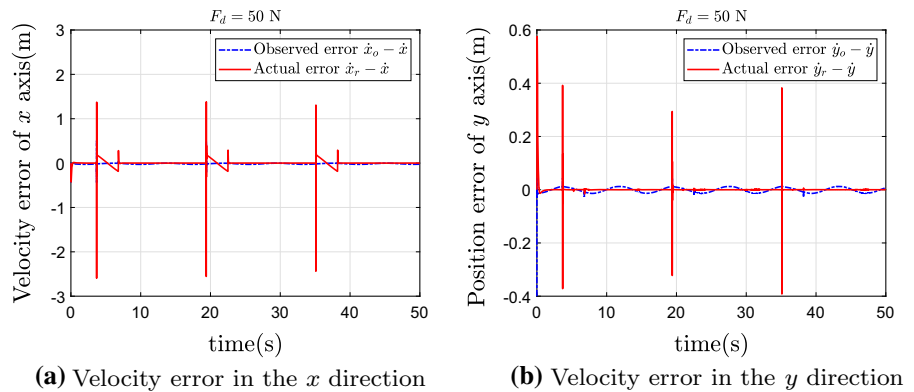 F_d = 50 N
Velocity error of x axis(m)
3
2
1
0
-1
-2
-3
Observed error ẋ_o − ẋ
Actual error ẋ_r − ẋ
0 10 20 30 40 50
time(s)
(a) Velocity error in the x direction
F_d = 50 N
Position error of y axis(m)
0.6
0.4
0.2
0
-0.2
-0.4
Observed error ẏ_o − ẏ
Actual error ẏ_r − ẏ
0 10 20 30 40 50
time(s)
(b) Velocity error in the y direction